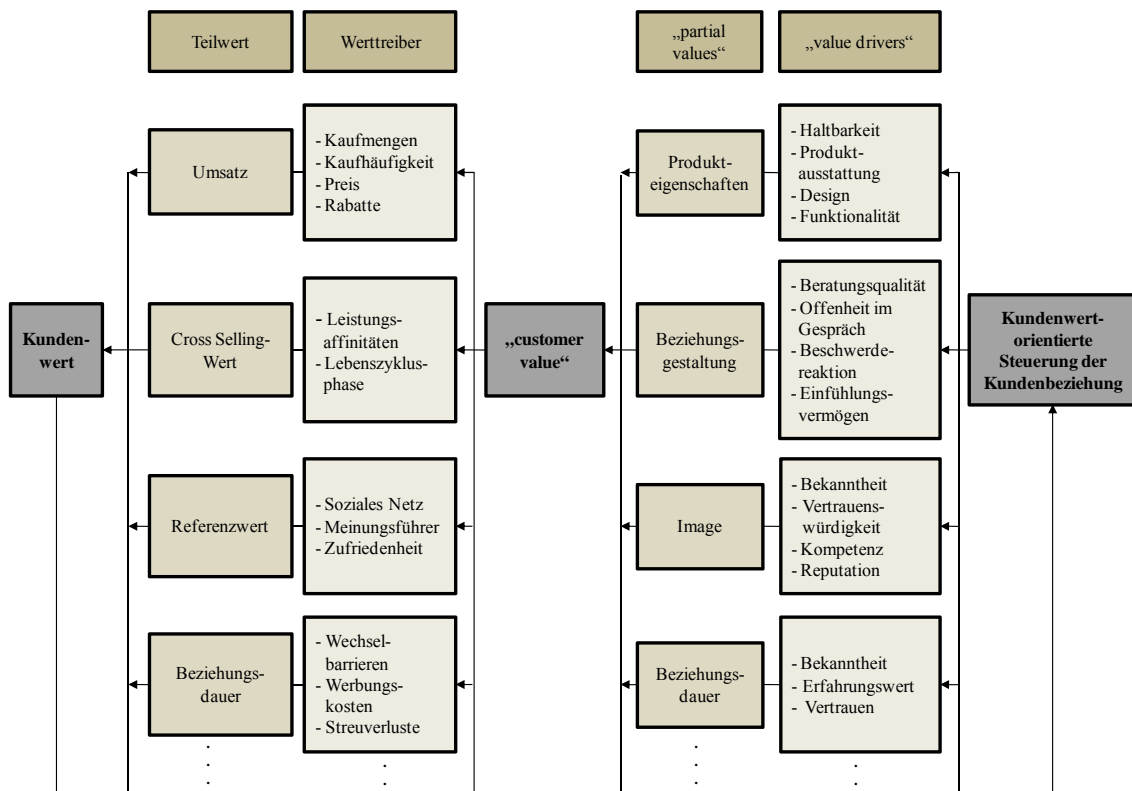 Teilwert
Werttreiber
„partial
values“
„value drivers“
Umsatz
- Kaufmengen
- Kaufhäufigkeit
- Preis
- Rabatte
Produkt-
eigenschaften
- Haltbarkeit
- Produkt-
ausstattung
- Design
- Funktionalität
Kunden-
wert
Cross Selling-
Wert
- Leistungs-
affinitäten
- Lebenszyklus-
phase
„customer
value“
Beziehungs-
gestaltung
- Beratungsqualität
- Offenheit im
Gespräch
- Beschwerde-
reaktion
- Einfühlungs-
vermögen
Kundenwert-
orientierte
Steuerung der
Kundenbeziehung
Referenzwert
- Soziales Netz
- Meinungsführer
- Zufriedenheit
Image
- Bekanntheit
- Vertrauens-
würdigkeit
- Kompetenz
- Reputation
Beziehungs-
dauer
- Wechsel-
barrieren
- Werbungs-
kosten
- Streuverluste
Beziehungs-
dauer
- Bekanntheit
- Erfahrungswert
- Vertrauen